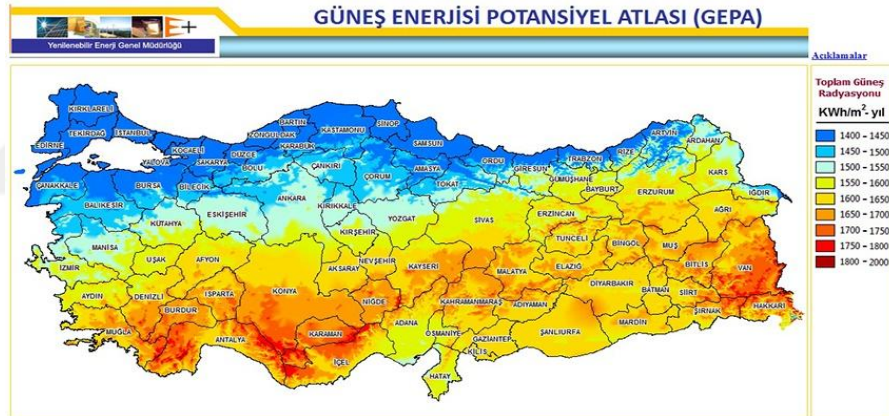 GÜNEŞ ENERJİSİ POTANSİYEL ATLASI (GEPA)
E+
Yenilenebilir Enerji Genel Müdürlüğü
Açıklamalar
Toplam Güneş
Radyasyonu
KWh/m²- yıl
1400 - 1450
1450 - 1500
1500 - 1550
1550 - 1600
1600 - 1650
1650 - 1700
1700 - 1750
1750 - 1800
1800 - 2000
KIRKLARELİ
EDİRNE
TEKİRDAĞ
İSTANBUL
KOCAELİ
YALOVA
SAKARYA
DÜZCE
BOLU
ZONGULDAK
BARTIN
KARABÜK
KASTAMONU
SİNOP
SAMSUN
ÇANKIRI
ÇORUM
AMASYA
TOKAT
ORDU
GİRESUN
TRABZON
RİZE
ARTVİN
ARDAHAN
GÜMÜŞHANE
BAYBURT
ERZURUM
KARS
IĞDIR
AĞRI
ÇANAKKALE
BALIKESİR
BURSA
BİLECİK
KÜTAHYA
ESKİŞEHİR
ANKARA
KIRIKKALE
KIRŞEHİR
YOZGAT
SİVAS
ERZİNCAN
TUNCELİ
BİNGÖL
MUŞ
BİTLİS
VAN
MANİSA
İZMİR
UŞAK
AFYON
AKSARAY
NEVŞEHİR
KAYSERİ
MALATYA
ELAZIĞ
DİYARBAKIR
BATMAN
SİİRT
ŞIRNAK
HAKKARİ
AYDIN
DENİZLİ
ISPARTA
BURDUR
KONYA
NİĞDE
KAHRAMANMARAŞ
ADIYAMAN
MARDİN
ŞANLIURFA
MUĞLA
ANTALYA
KARAMAN
İÇEL
ADANA
OSMANİYE
GAZİANTEP
KİLİS
HATAY